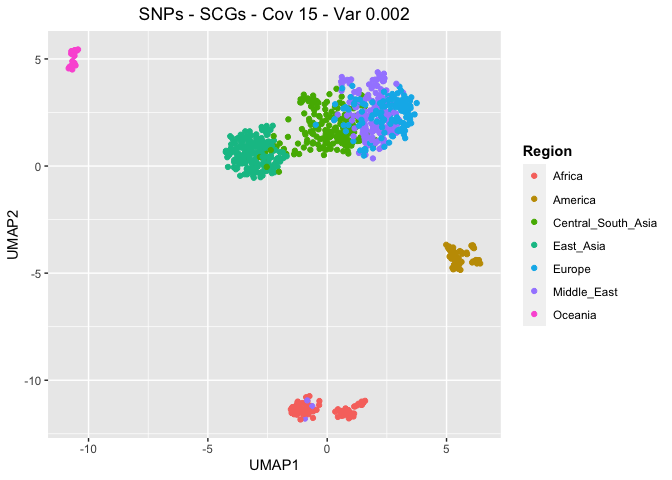 SNPs - SCGs - Cov 15 - Var 0.002
UMAP2
5
0
-5
-10
-10
-5
0
5
UMAP1
Region
Africa
America
Central_South_Asia
East_Asia
Europe
Middle_East
Oceania